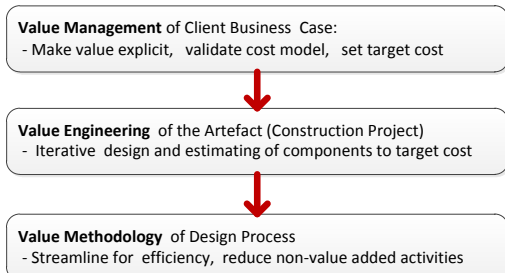 Value Management of Client Business Case:
- Make value explicit, validate cost model, set target cost
Value Engineering of the Artefact (Construction Project)
- Iterative design and estimating of components to target cost
Value Methodology of Design Process
- Streamline for efficiency, reduce non-value added activities